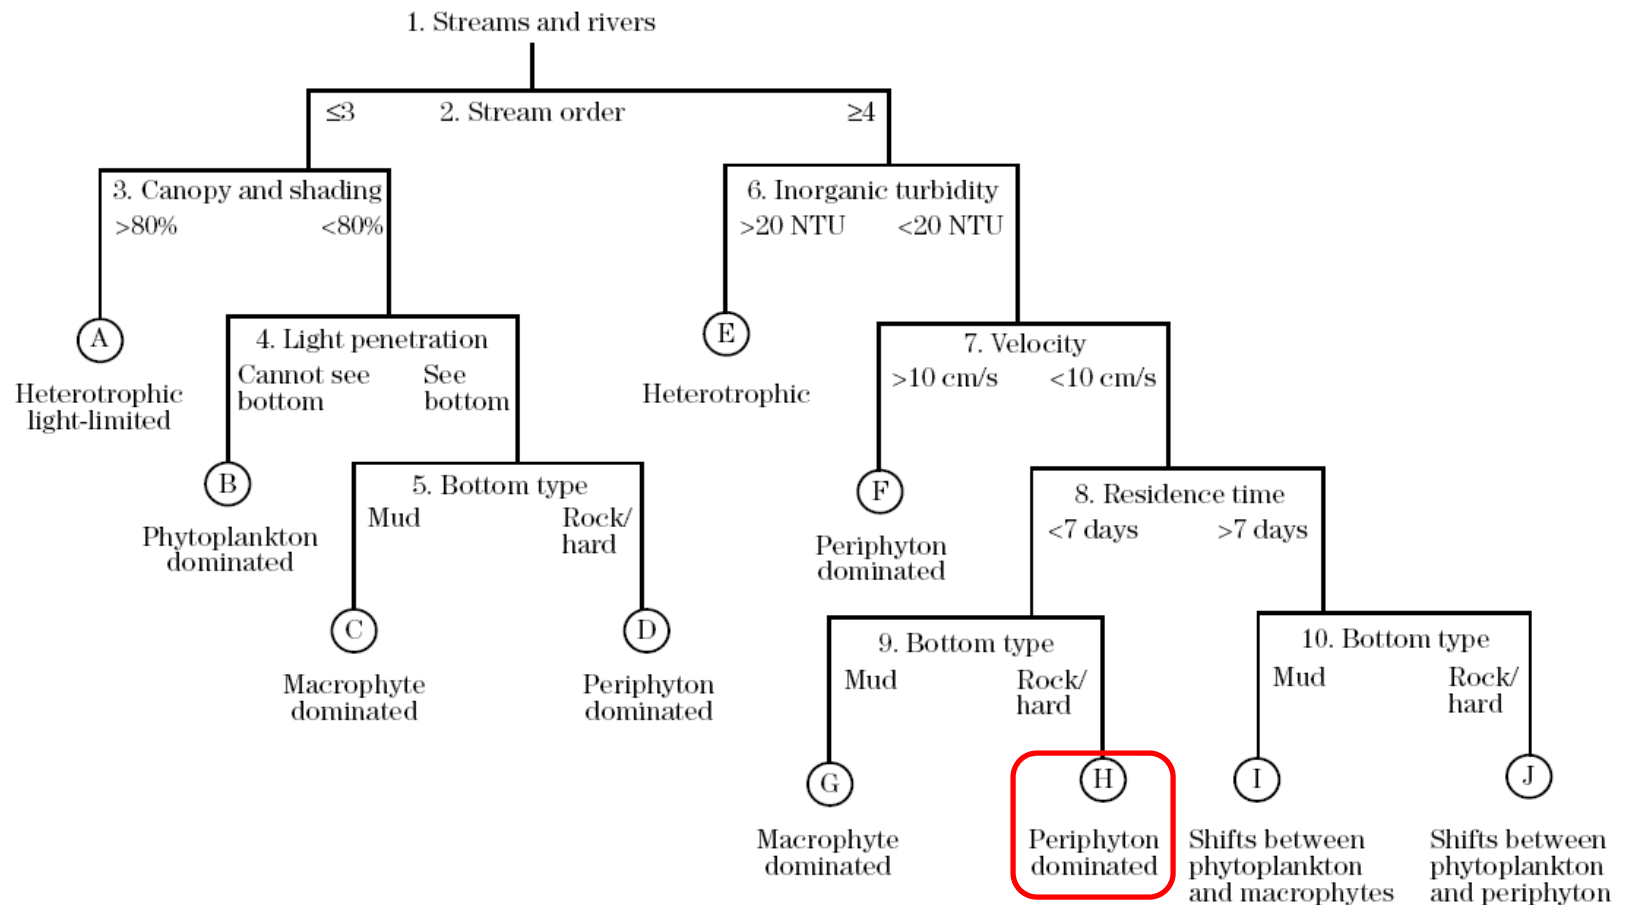 1. Streams and rivers
≤3
2. Stream order
≥4
3. Canopy and shading
>80%
<80%
6. Inorganic turbidity
>20 NTU
<20 NTU
A
Heterotrophic
light-limited
4. Light penetration
Cannot see
bottom
See
bottom
E
Heterotrophic
7. Velocity
>10 cm/s
<10 cm/s
B
Phytoplankton
dominated
5. Bottom type
Mud
Rock/
hard
F
Periphyton
dominated
8. Residence time
<7 days
>7 days
C
Macrophyte
dominated
D
Periphyton
dominated
9. Bottom type
Mud
Rock/
hard
10. Bottom type
Mud
Rock/
hard
G
Macrophyte
dominated
H
Periphyton
dominated
I
Shifts between
phytoplankton
and macrophytes
J
Shifts between
phytoplankton
and periphyton